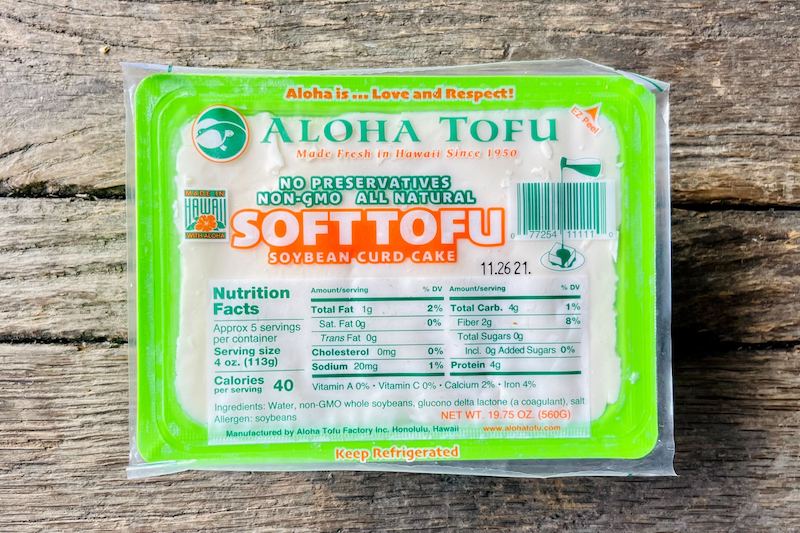 Aloha is ... Love and Respect!
ALOHA TOFU
EZ Peel
Made Fresh in Hawaii Since 1950
NO PRESERVATIVES
NON-GMO ALL NATURAL
MADE IN
HAWAII
WITH ALOHA
SOFT TOFU
SOYBEAN CURD CAKE
0 77254 11111 0
11.26 21.
Nutrition
Facts
Approx 5 servings
per container
Serving size
4 oz. (113g)
Calories
per serving 40
Amount/serving % DV
Total Fat 1g 2%
Sat. Fat 0g 0%
Trans Fat 0g
Cholesterol 0mg 0%
Sodium 20mg 1%
Amount/serving % DV
Total Carb. 4g 1%
Fiber 2g 8%
Total Sugars 0g
Incl. 0g Added Sugars 0%
Protein 4g
Vitamin A 0% • Vitamin C 0% • Calcium 2% • Iron 4%
Ingredients: Water, non-GMO whole soybeans, glucono delta lactone (a coagulant), salt
Allergen: soybeans
NET WT. 19.75 OZ. (560G)
Manufactured by Aloha Tofu Factory Inc. Honolulu, Hawaii www.alohatofu.com
Keep Refrigerated